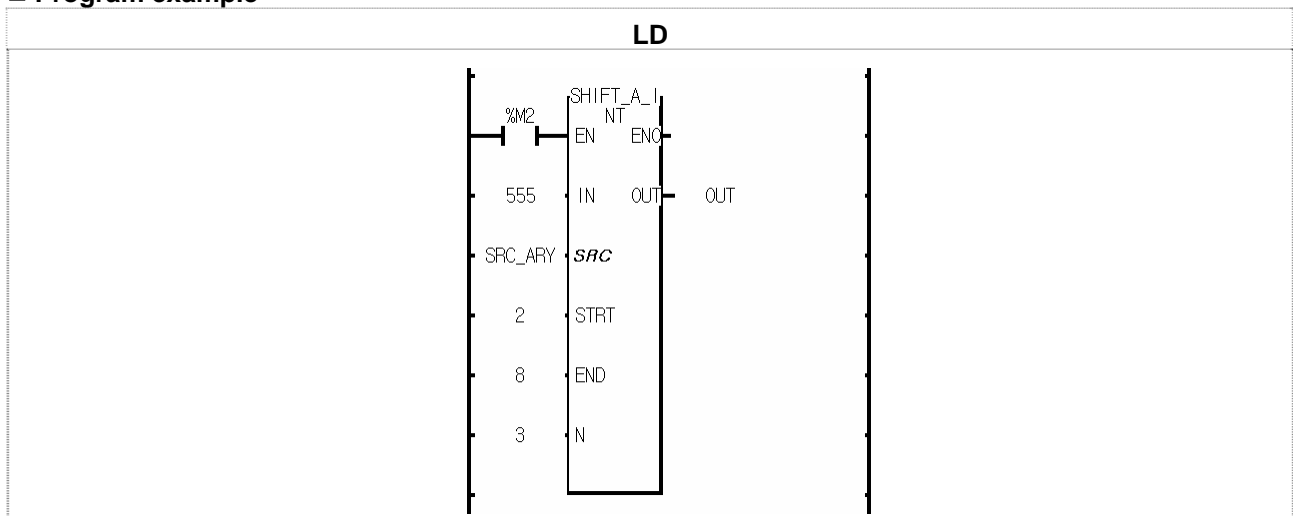 ■ Program example
LD
SHIFT_A_I
NT
%M2
EN ENO
555 IN OUT OUT
SRC_ARY SRC
2 STRT
8 END
3 N